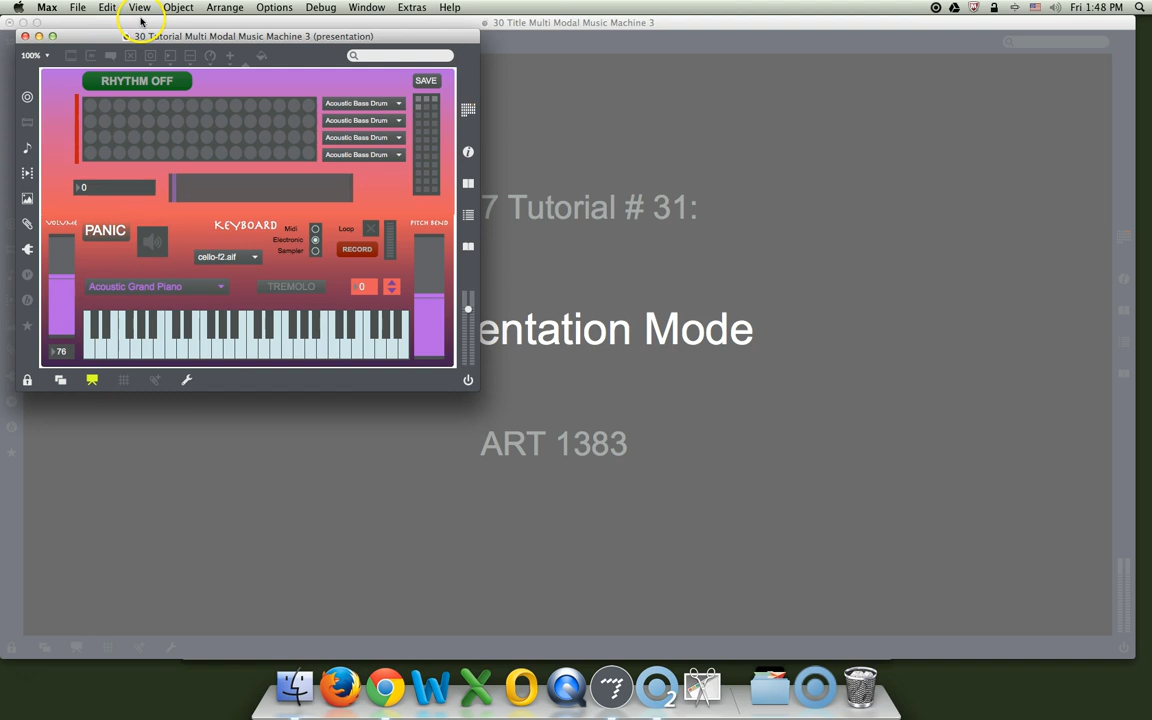 Max File Edit View Object Arrange Options Debug Window Extras Help Fri 1:48 PM
30 Title Multi Modal Music Machine 3
30 Tutorial Multi Modal Music Machine 3 (presentation)
100%
RHYTHM OFF
SAVE
Acoustic Bass Drum
Acoustic Bass Drum
Acoustic Bass Drum
Acoustic Bass Drum
0
7 Tutorial # 31:
VOLUME
PANIC
KEYBOARD
Midi
Electronic
Sampler
Loop
RECORD
PITCH BEND
cello-f2.aif
Acoustic Grand Piano
TREMOLO
0
76
entation Mode
ART 1383
2